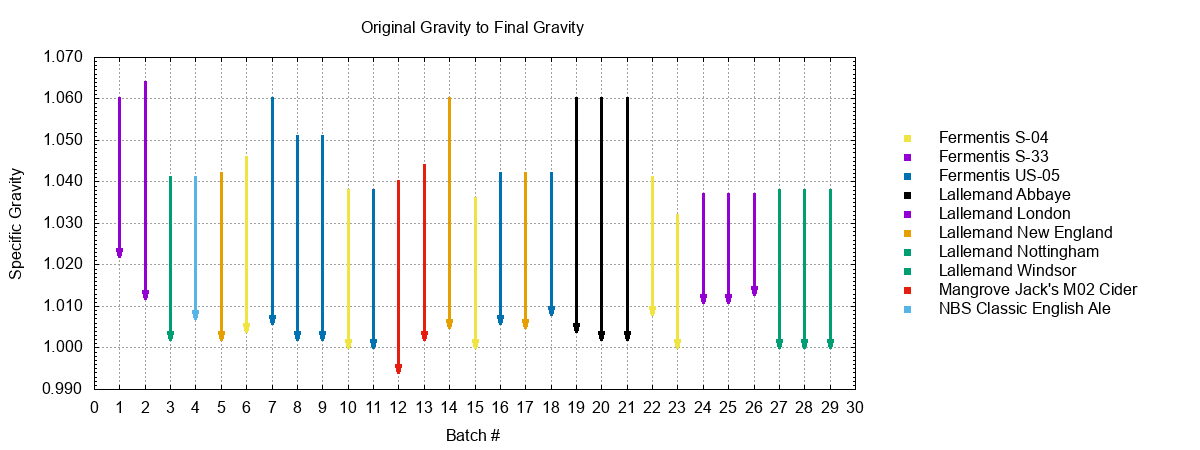 Original Gravity to Final Gravity
1.070
1.060
1.050
1.040
1.030
1.020
1.010
1.000
0.990
Specific Gravity
0 1 2 3 4 5 6 7 8 9 10 11 12 13 14 15 16 17 18 19 20 21 22 23 24 25 26 27 28 29 30
Batch #
Fermentis S-04
Fermentis S-33
Fermentis US-05
Lallemand Abbaye
Lallemand London
Lallemand New England
Lallemand Nottingham
Lallemand Windsor
Mangrove Jack's M02 Cider
NBS Classic English Ale